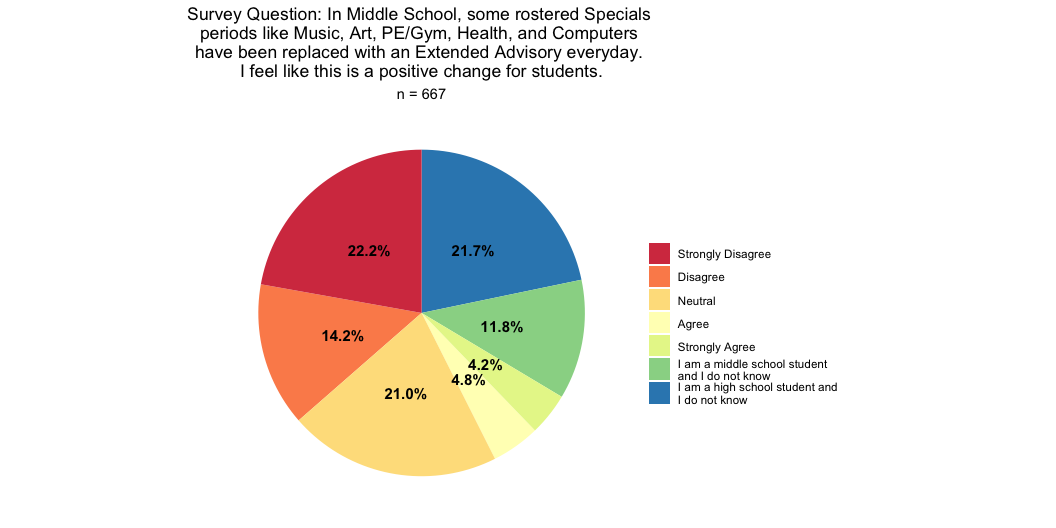 Survey Question: In Middle School, some rostered Specials
periods like Music, Art, PE/Gym, Health, and Computers
have been replaced with an Extended Advisory everyday.
I feel like this is a positive change for students.
n = 667
22.2%
21.7%
11.8%
14.2%
4.2%
4.8%
21.0%
Strongly Disagree
Disagree
Neutral
Agree
Strongly Agree
I am a middle school student
and I do not know
I am a high school student and
I do not know